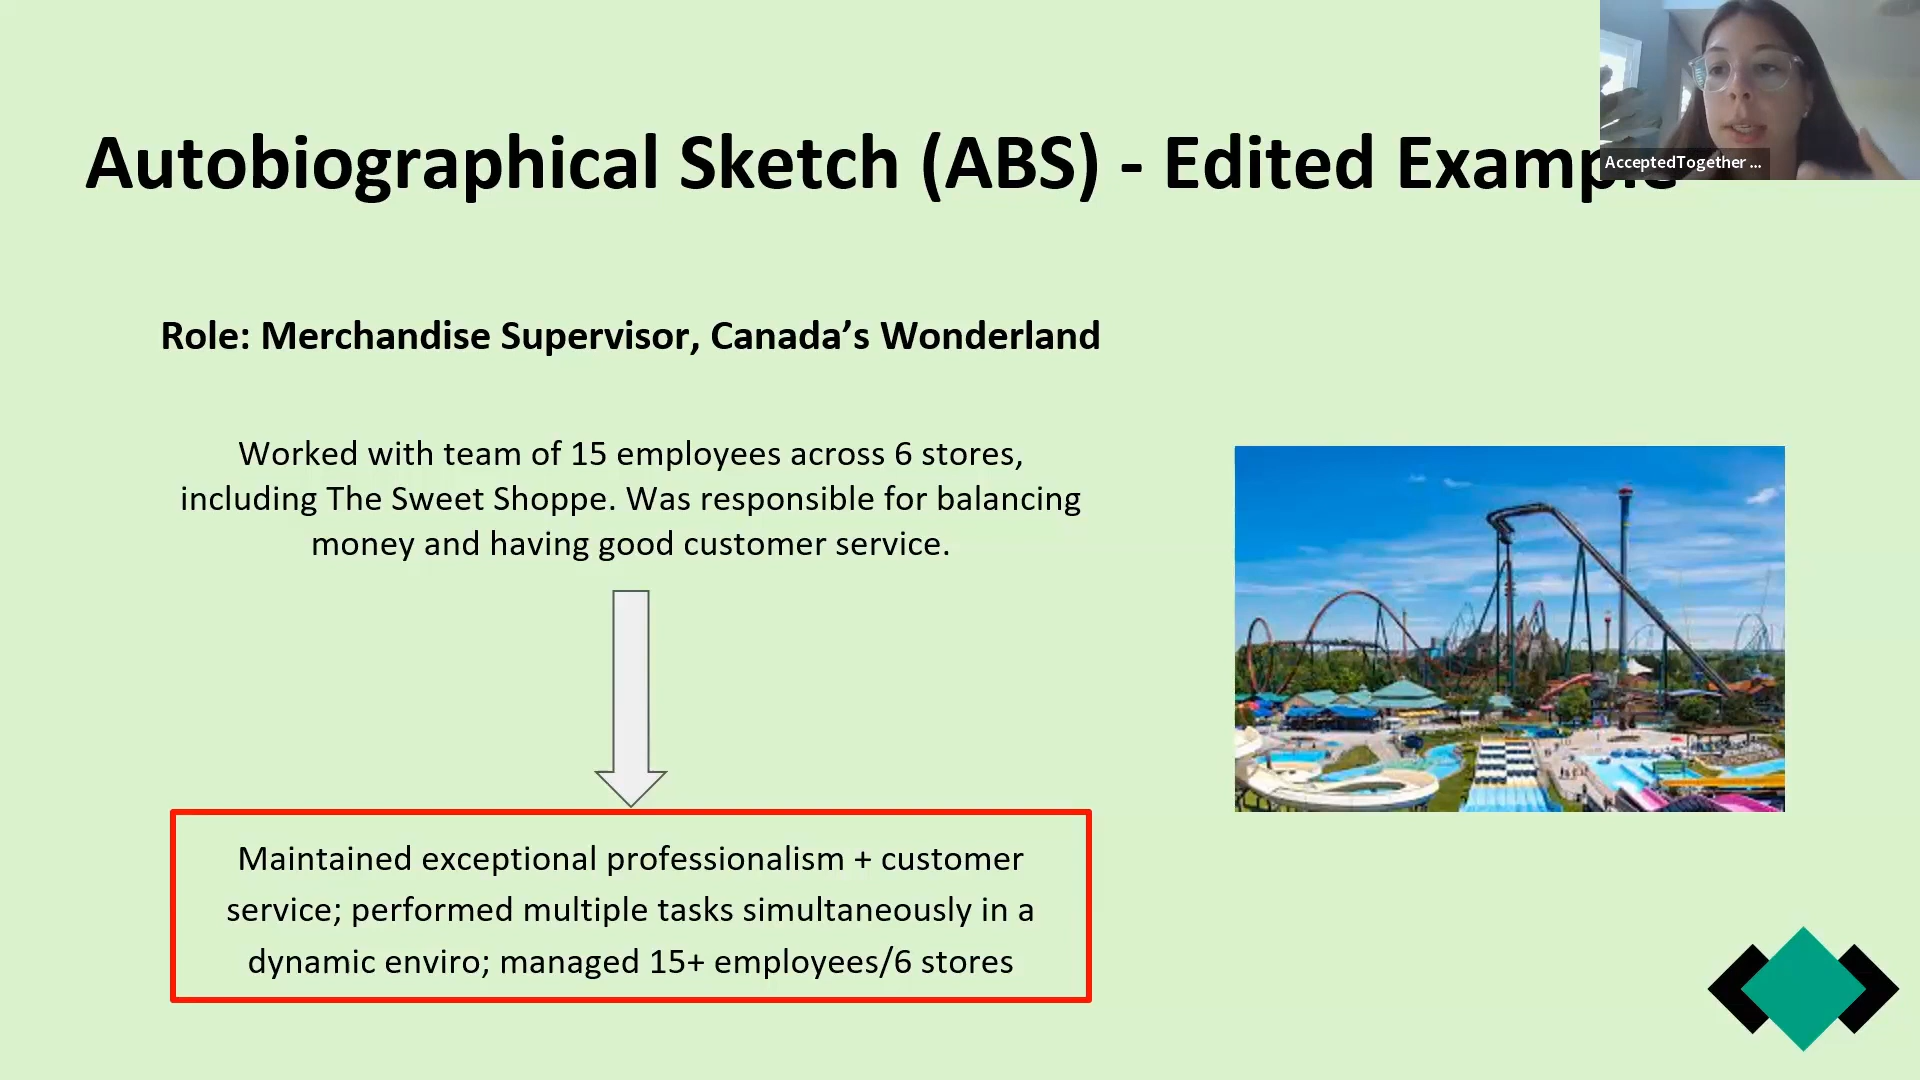 Autobiographical Sketch (ABS) - Edited Example
AcceptedTogether ...
Role: Merchandise Supervisor, Canada’s Wonderland
Worked with team of 15 employees across 6 stores,
including The Sweet Shoppe. Was responsible for balancing
money and having good customer service.
Maintained exceptional professionalism + customer
service; performed multiple tasks simultaneously in a
dynamic enviro; managed 15+ employees/6 stores